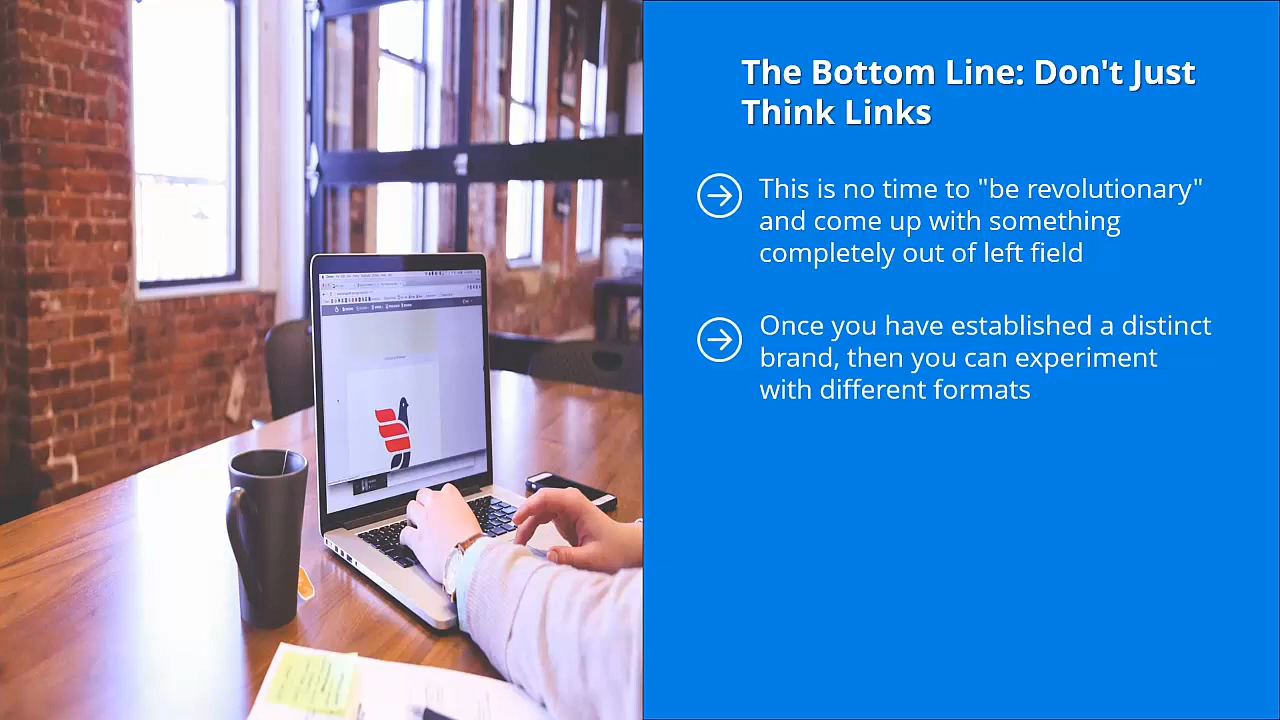 The Bottom Line: Don't Just
Think Links
This is no time to "be revolutionary"
and come up with something
completely out of left field
Once you have established a distinct
brand, then you can experiment
with different formats